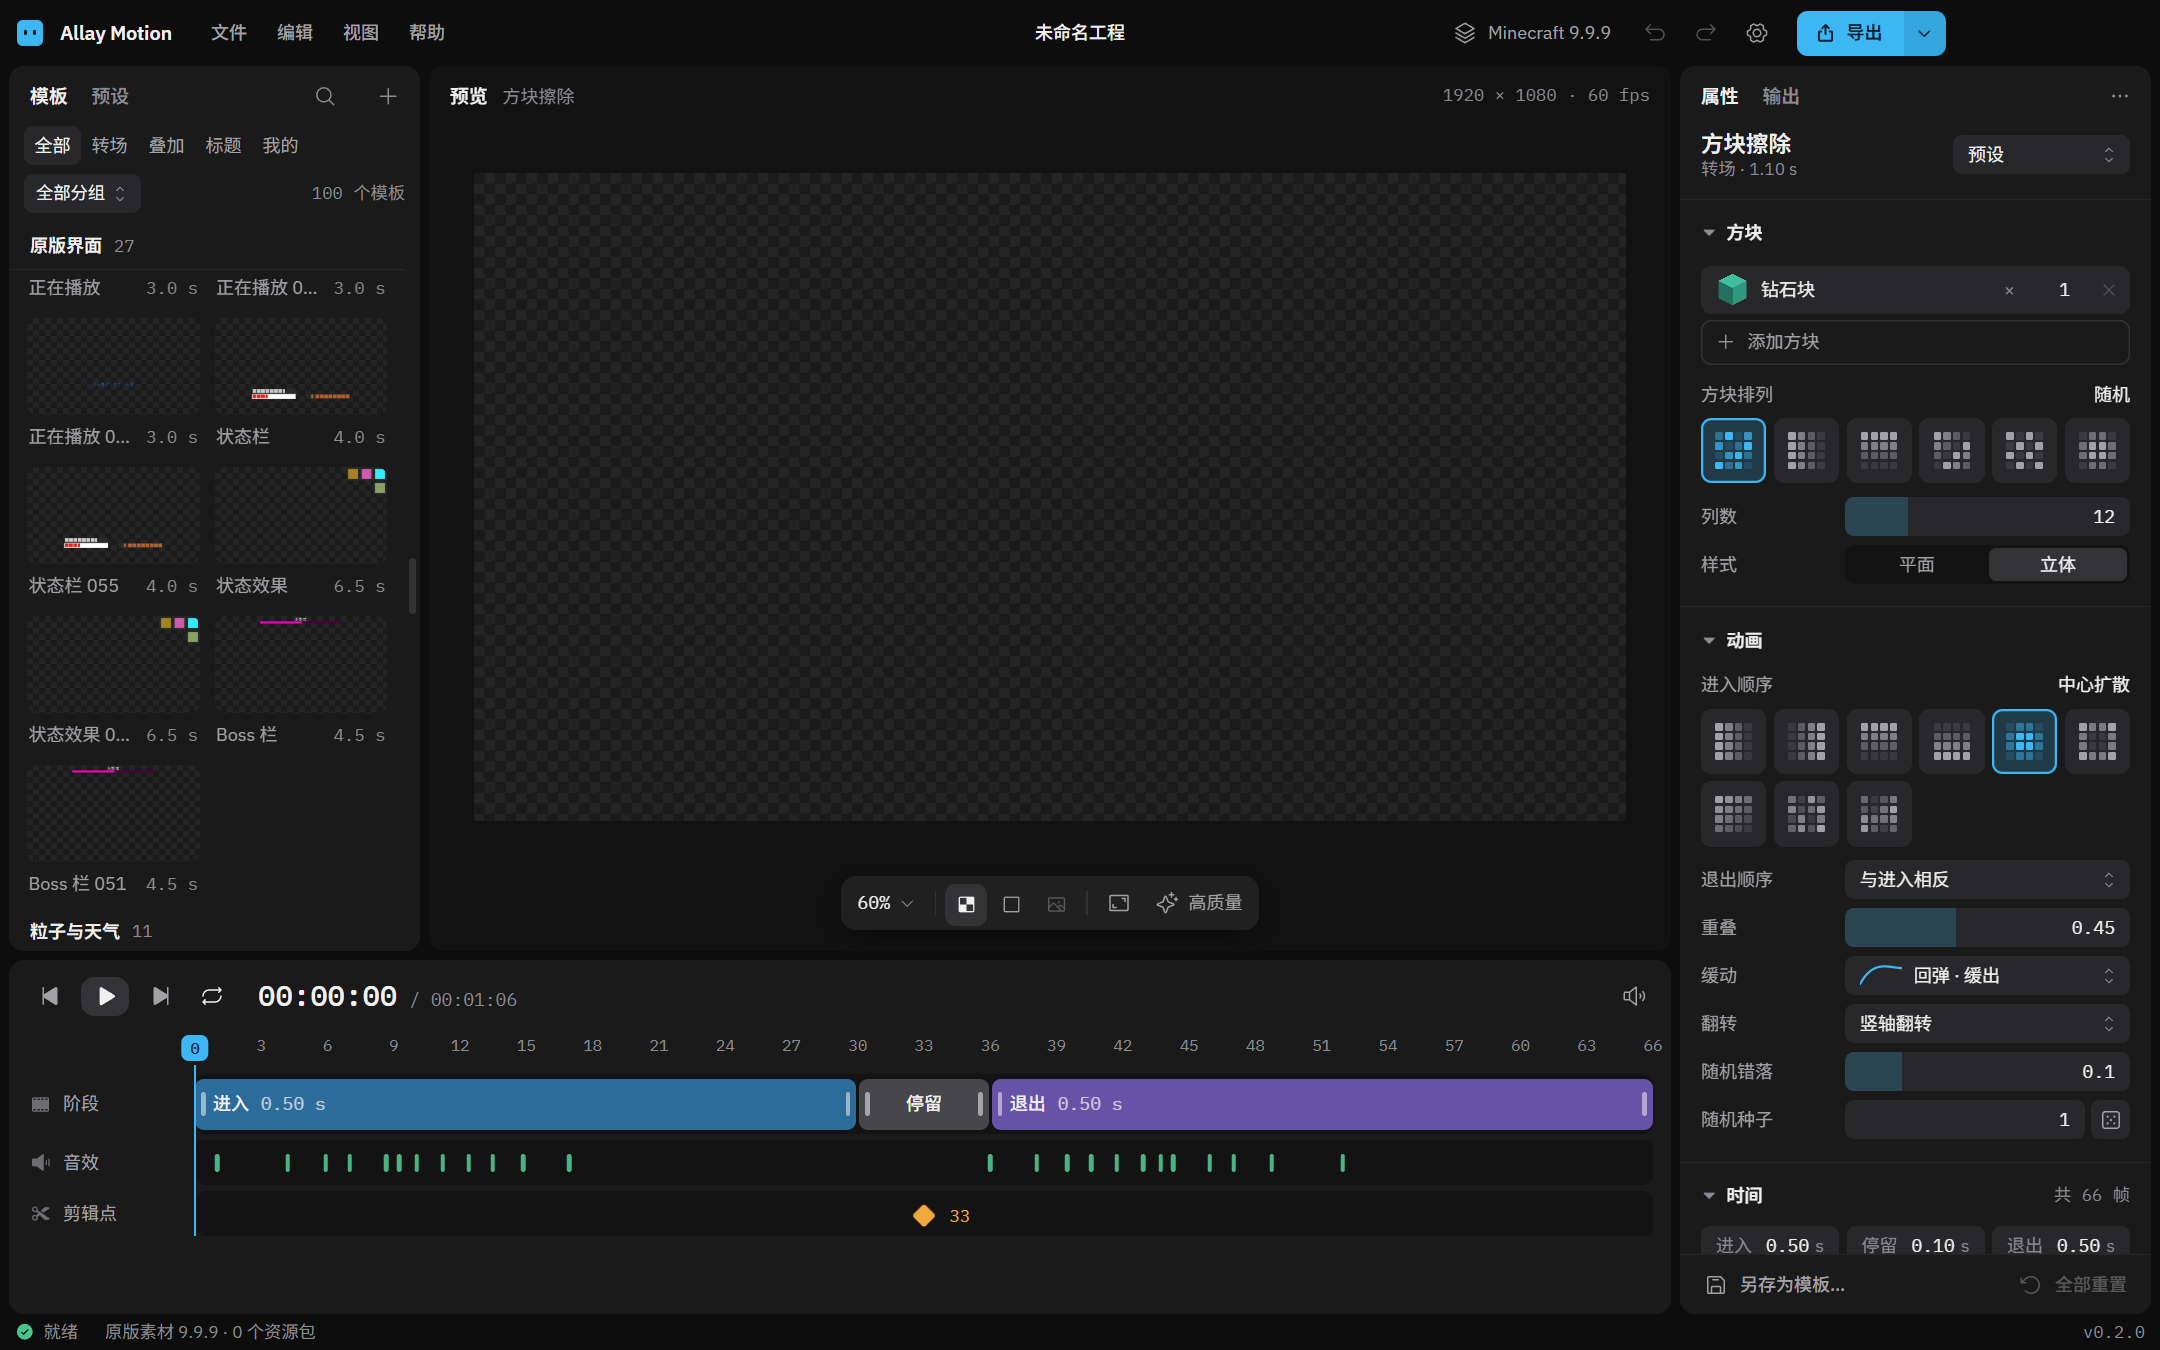 Allay Motion 文件 编辑 视图 帮助
未命名工程
Minecraft 9.9.9 导出
模板 预设
全部 转场 叠加 标题 我的
全部分组 100 个模板
原版界面 27
正在播放 3.0 s 正在播放 0... 3.0 s
正在播放 0... 3.0 s 状态栏 4.0 s
状态栏 055 4.0 s 状态效果 6.5 s
状态效果 0... 6.5 s Boss 栏 4.5 s
Boss 栏 051 4.5 s
粒子与天气 11
预览 方块擦除 1920 × 1080 · 60 fps
60% 高质量
属性 输出
方块擦除 预设
转场 · 1.10 s
方块
钻石块 × 1
添加方块
方块排列 随机
列数 12
样式 平面 立体
动画
进入顺序 中心扩散
退出顺序 与进入相反
重叠 0.45
缓动 回弹 · 缓出
翻转 竖轴翻转
随机错落 0.1
随机种子 1
时间 共 66 帧
进入 0.50 s 停留 0.10 s 退出 0.50 s
另存为模板... 全部重置
00:00:00 / 00:01:06
0 3 6 9 12 15 18 21 24 27 30 33 36 39 42 45 48 51 54 57 60 63 66
阶段 进入 0.50 s 停留 退出 0.50 s
音效
剪辑点 33
就绪 原版素材 9.9.9 · 0 个资源包 v0.2.0